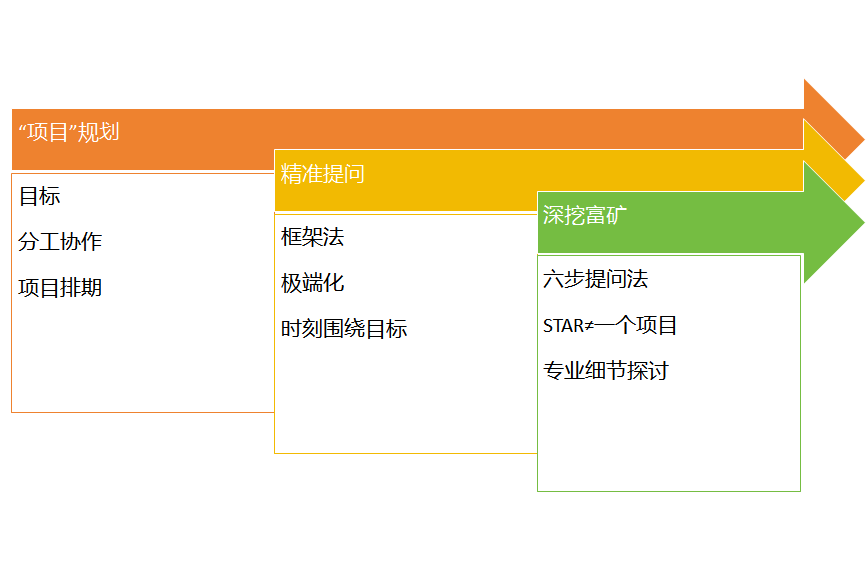 “项目”规划
目标
分工协作
项目排期
精准提问
框架法
极端化
时刻围绕目标
深挖富矿
六步提问法
STAR≠一个项目
专业细节探讨